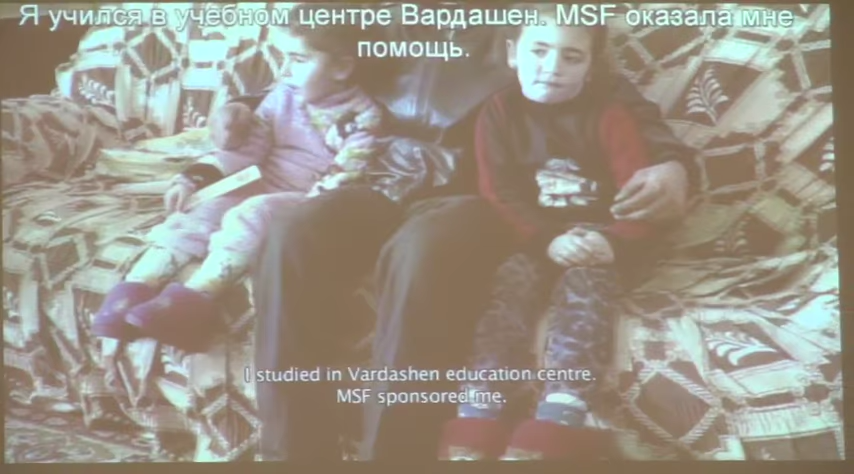 Я учился в учебном центре Вардашен. MSF оказала мне
помощь.
I studied in Vardashen education centre.
MSF sponsored me.